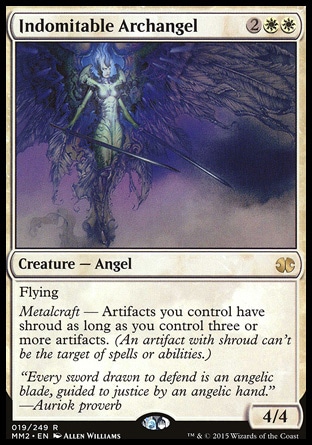 Indomitable Archangel 2
Creature — Angel
Flying
Metalcraft — Artifacts you control have
shroud as long as you control three or
more artifacts. (An artifact with shroud can't
be the target of spells or abilities.)
"Every sword drawn to defend is an angelic
blade, guided to justice by an angelic hand."
—Auriok proverb
4/4
019/249 R
MM2 • EN Allen Williams
™ & © 2015 Wizards of the Coast